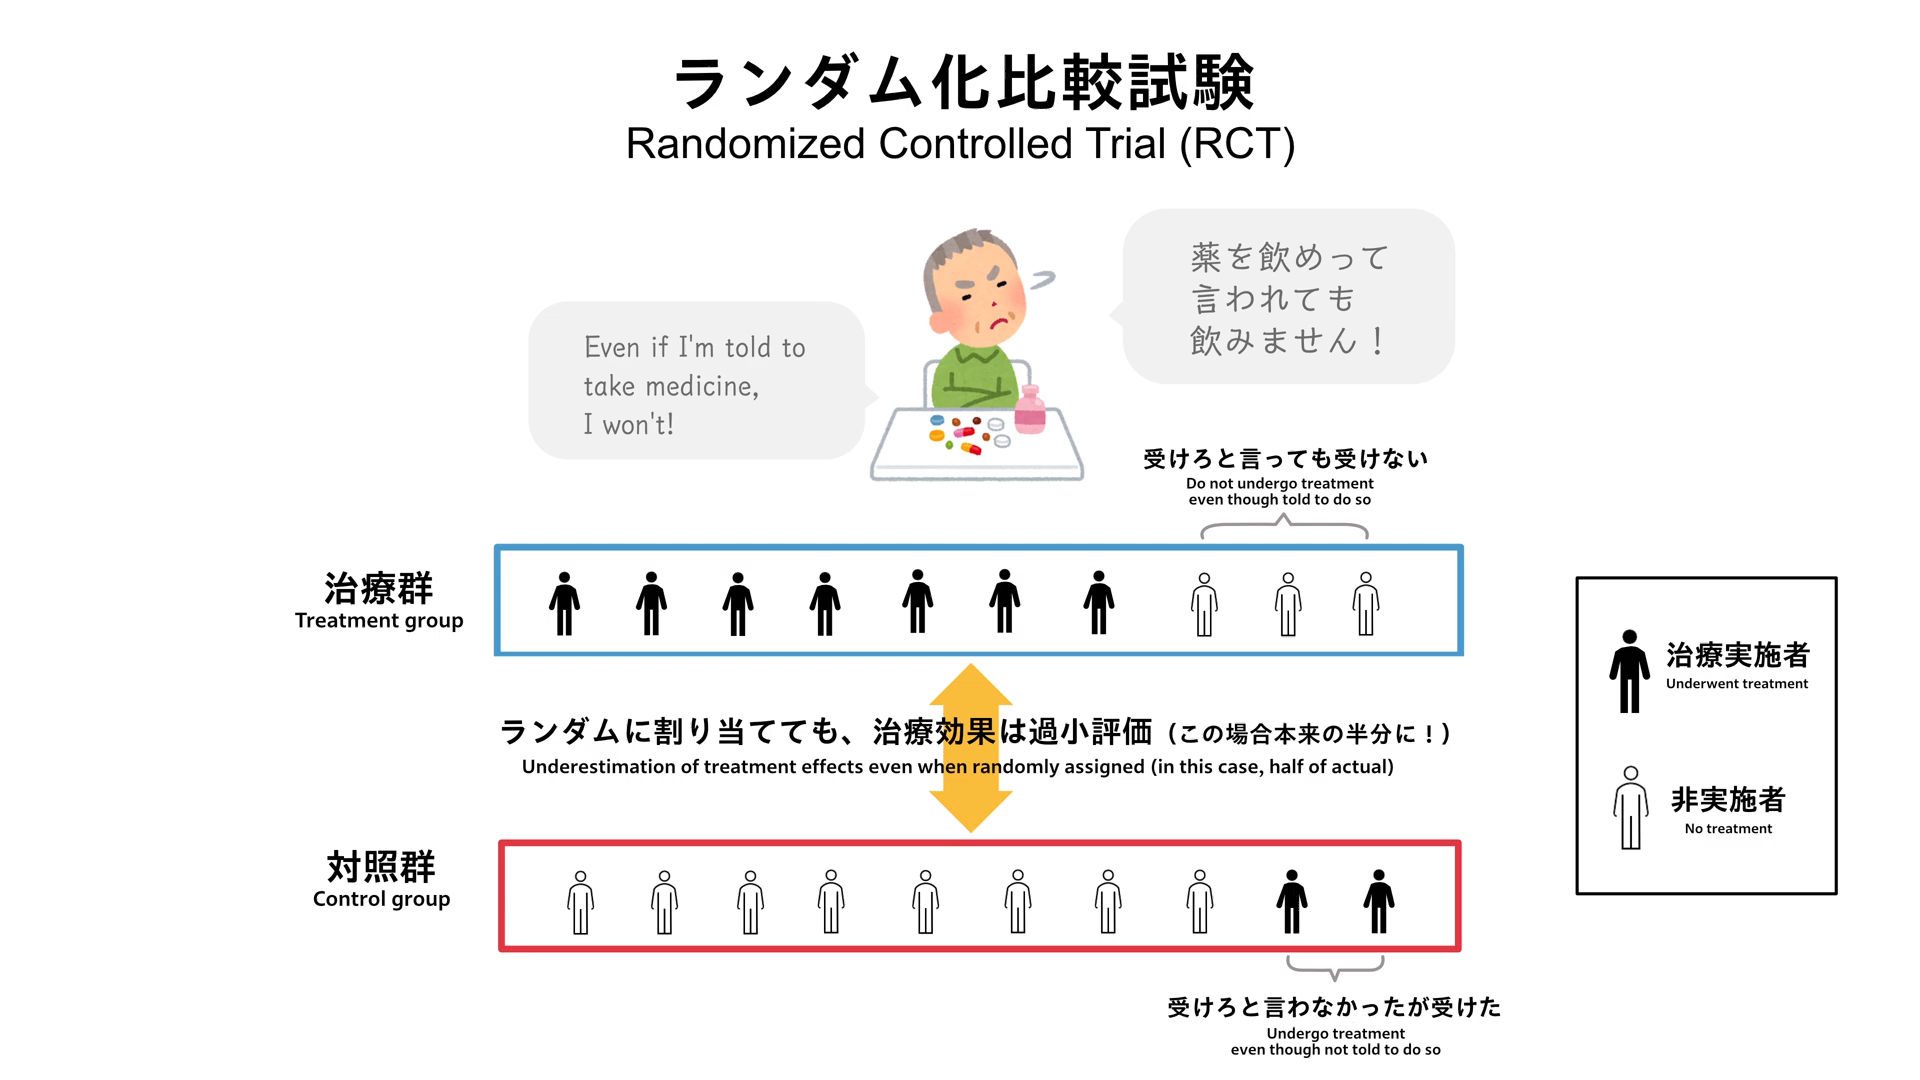 ランダム化比較試験
Randomized Controlled Trial (RCT)
Even if I'm told to
take medicine,
I won't!
薬を飲めって
言われても
飲みません！
受けろと言っても受けない
Do not undergo treatment
even though told to do so
治療群
Treatment group
ランダムに割り当てても、治療効果は過小評価（この場合本来の半分に！）
Underestimation of treatment effects even when randomly assigned (in this case, half of actual)
対照群
Control group
受けろと言わなかったが受けた
Undergo treatment
even though not told to do so
治療実施者
Underwent treatment
非実施者
No treatment